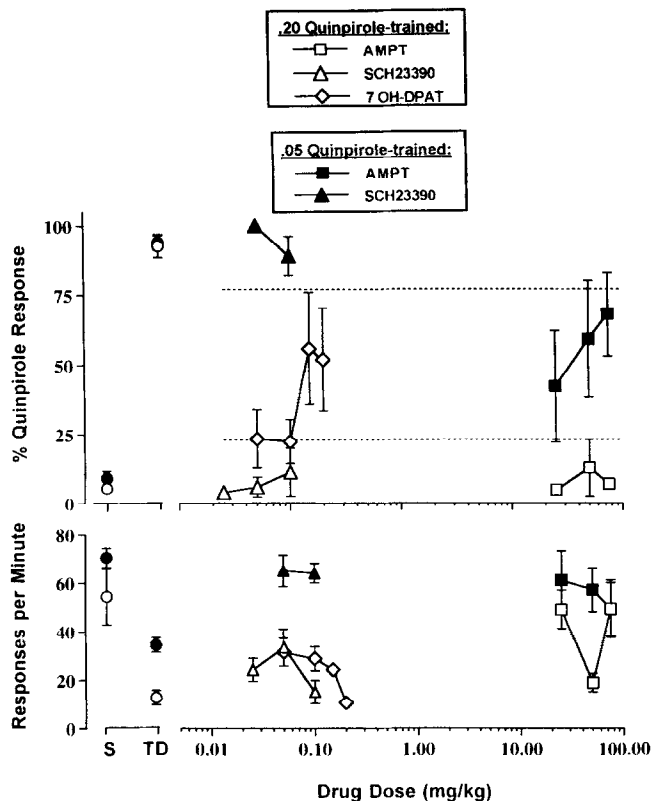 .20 Quinpirole-trained:
AMPT
SCH23390
7 OH-DPAT
.05 Quinpirole-trained:
AMPT
SCH23390
% Quinpirole Response
100
75
50
25
0
Responses per Minute
80
60
40
20
0
S
TD
0.01
0.10
1.00
10.00
100.00
Drug Dose (mg/kg)